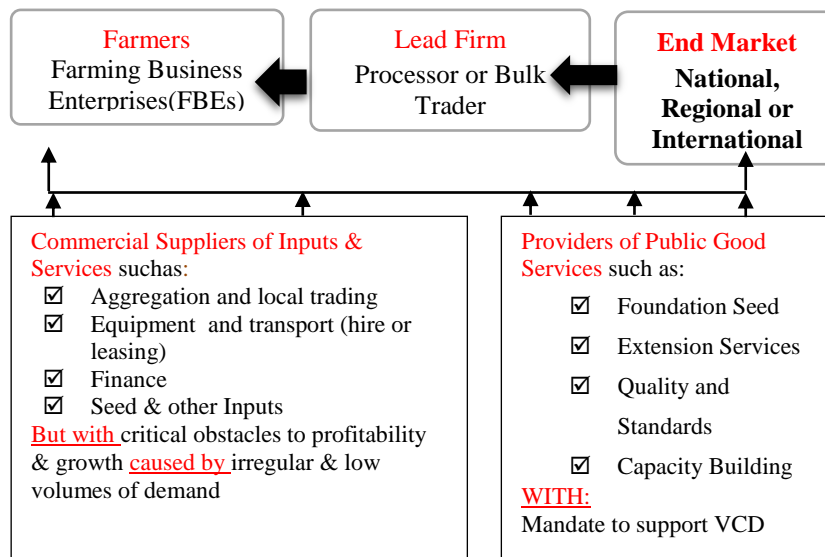 Farmers
Farming Business
Enterprises(FBEs)
Lead Firm
Processor or Bulk
Trader
End Market
National,
Regional or
International
Commercial Suppliers of Inputs &
Services suchas:
Aggregation and local trading
Equipment and transport (hire or
leasing)
Finance
Seed & other Inputs
But with critical obstacles to profitability
& growth caused by irregular & low
volumes of demand
Providers of Public Good
Services such as:
Foundation Seed
Extension Services
Quality and
Standards
Capacity Building
WITH:
Mandate to support VCD